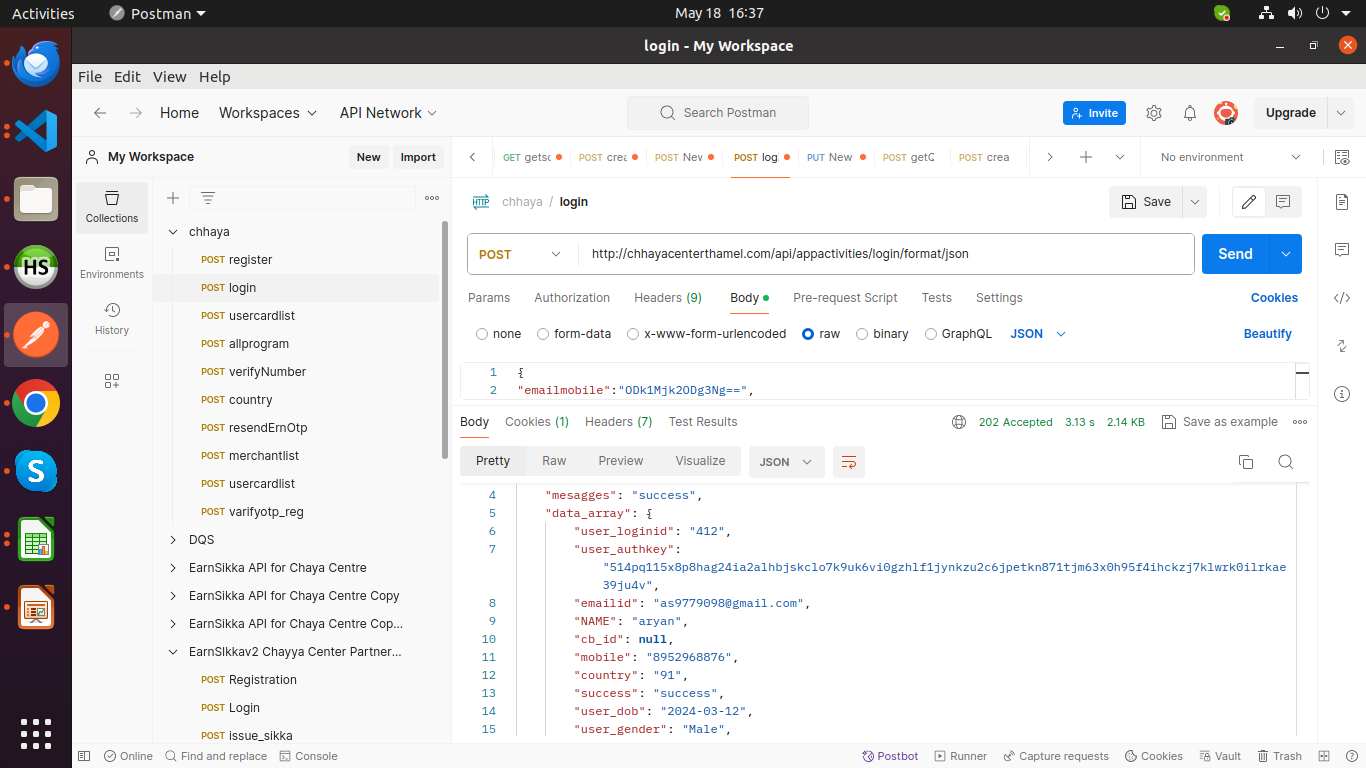 Activities
Postman
May 18 16:37
login - My Workspace
File Edit View Help
Home Workspaces API Network
Search Postman
Invite
Upgrade
My Workspace
New Import
GET getsc
POST crea
POST New
POST log
PUT New
POST getQ
POST crea
No environment
Collections
Environments
History
chhaya
POST register
POST login
POST usercardlist
POST allprogram
POST verifyNumber
POST country
POST resendErnOtp
POST merchantlist
POST usercardlist
POST varifyotp_reg
DQS
EarnSikka API for Chaya Centre
EarnSikka API for Chaya Centre Copy
EarnSikka API for Chaya Centre Cop...
EarnSIkkav2 Chayya Center Partner...
POST Registration
POST Login
POST issue_sikka
HTTP chhaya / login
Save
POST http://chhayacenterthamel.com/api/appactivities/login/format/json
Send
Params Authorization Headers (9) Body Pre-request Script Tests Settings Cookies
none form-data x-www-form-urlencoded raw binary GraphQL JSON Beautify
1 {
2 "emailmobile":"ODk1Mjk2ODg3Ng==",
Body Cookies (1) Headers (7) Test Results 202 Accepted 3.13 s 2.14 KB Save as example
Pretty Raw Preview Visualize JSON
4 "mesagges": "success",
5 "data_array": {
6 "user_loginid": "412",
7 "user_authkey":
"514pq115x8p8hag24ia2alhbjskclo7k9uk6vi0gzhlf1jynkzu2c6jpetkn871tjm63x0h95f4ihckzj7klwrk0ilrkae
39ju4v",
8 "emailid": "as9779098@gmail.com",
9 "NAME": "aryan",
10 "cb_id": null,
11 "mobile": "8952968876",
12 "country": "91",
13 "success": "success",
14 "user_dob": "2024-03-12",
15 "user_gender": "Male",
Online Find and replace Console
Postbot Runner Capture requests Cookies Vault Trash
HS
S